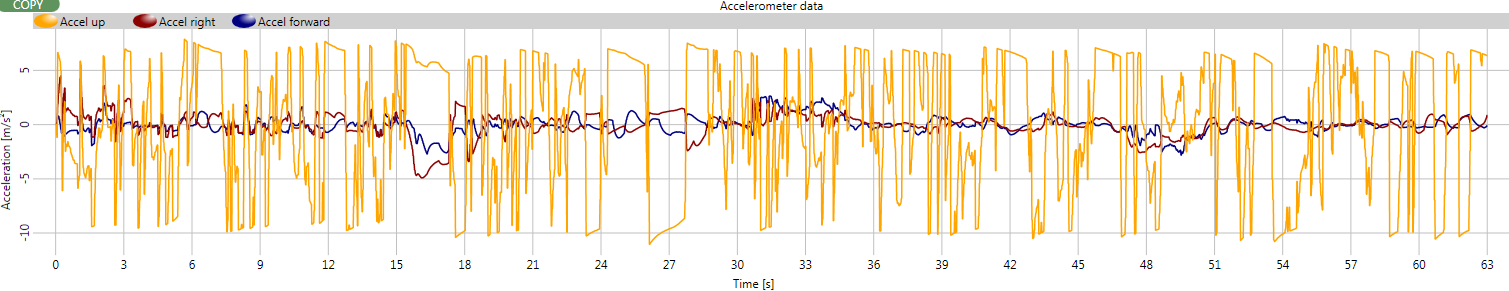 COPY
Accelerometer data
Accel up Accel right Accel forward
Acceleration [m/s²]
5
0
-5
-10
0 3 6 9 12 15 18 21 24 27 30 33 36 39 42 45 48 51 54 57 60 63
Time [s]